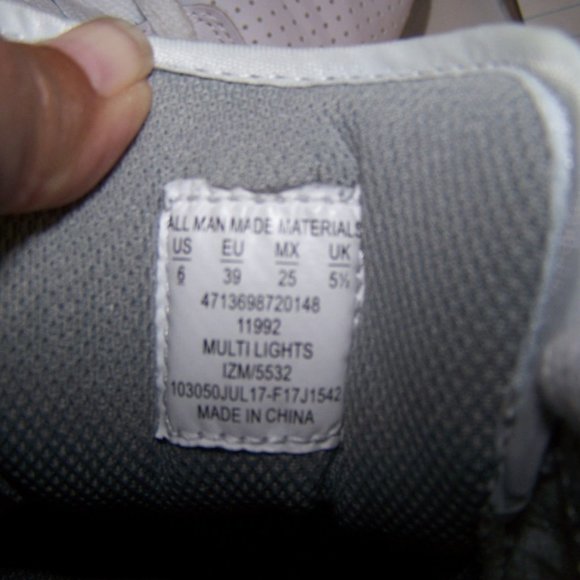 ALL MAN MADE MATERIALS
US EU MX UK
6 39 25 5½
4713698720148
11992
MULTI LIGHTS
IZM/5532
103050JUL17-F17J1542
MADE IN CHINA